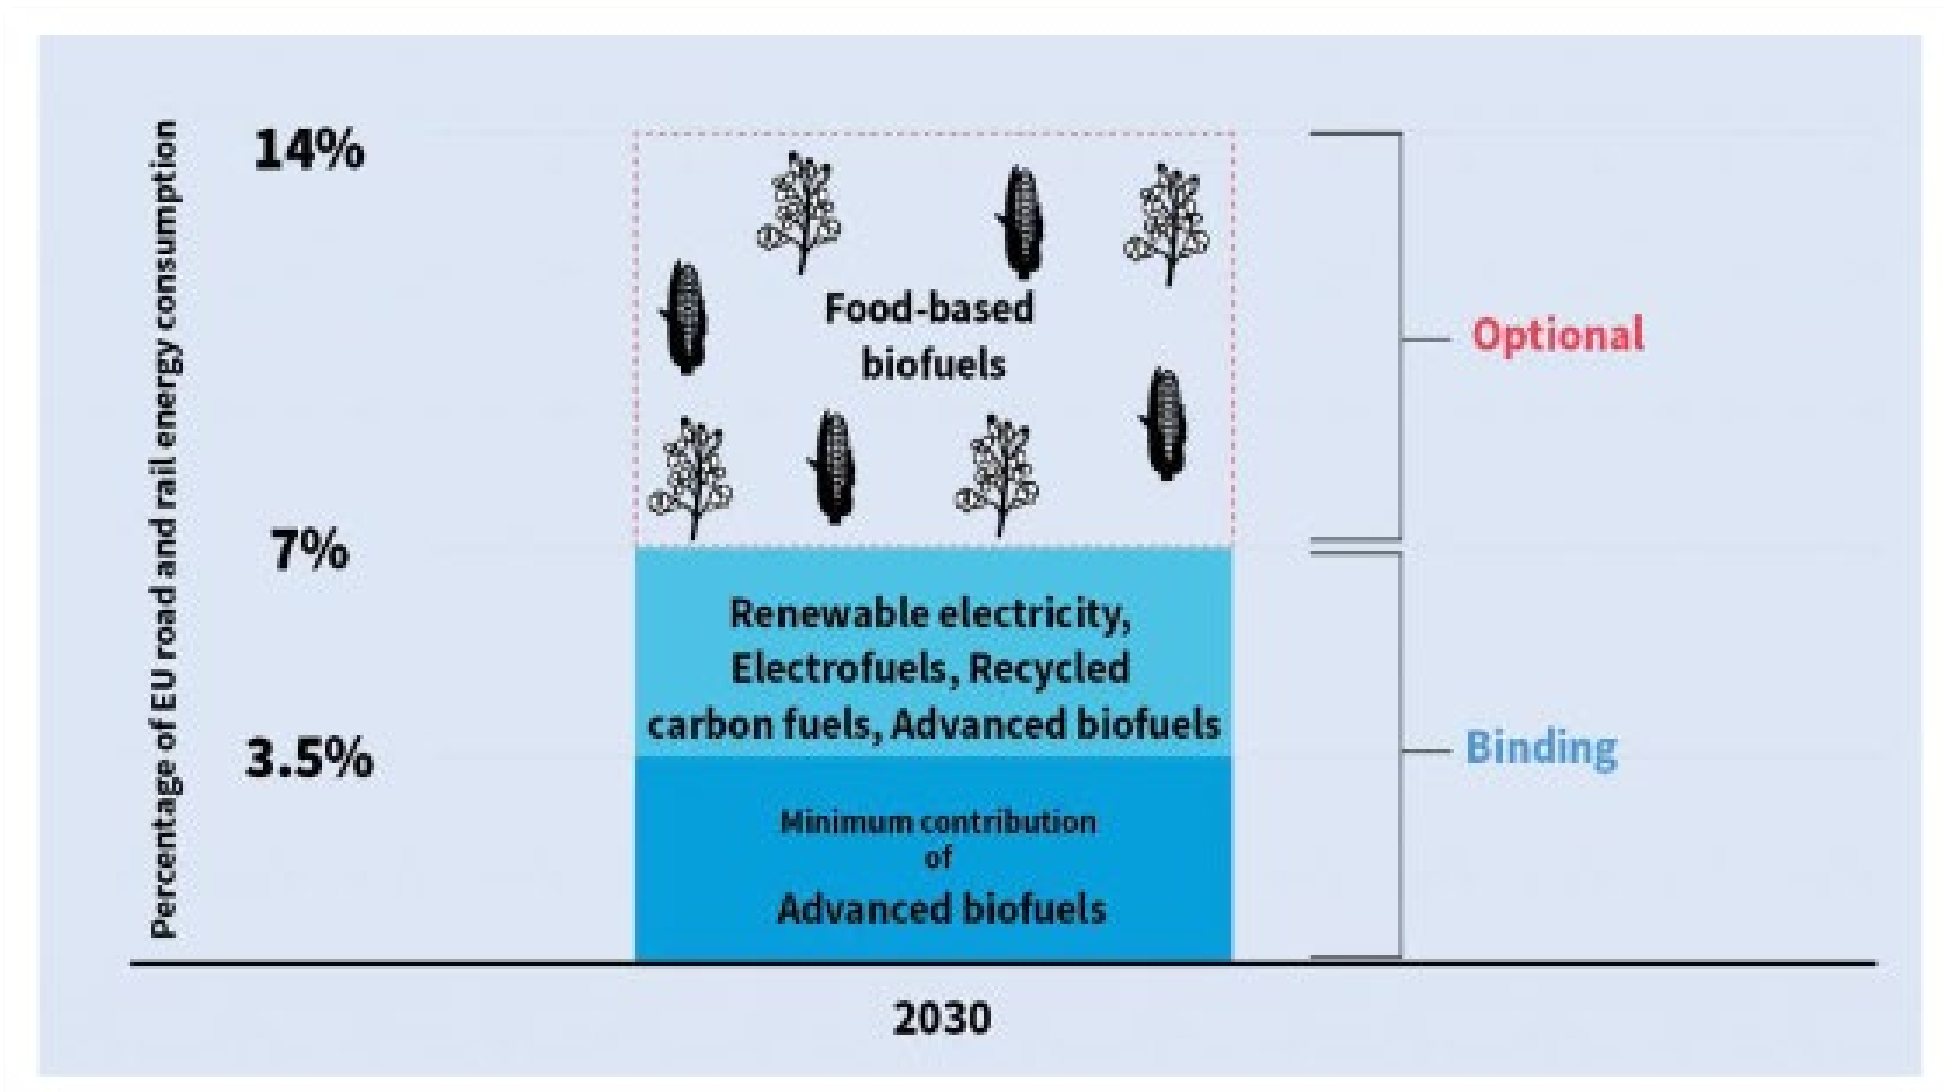 Percentage of EU road and rail energy consumption
14%
7%
3.5%
Food-based
biofuels
Renewable electricity,
Electrofuels, Recycled
carbon fuels, Advanced biofuels
Minimum contribution
of
Advanced biofuels
Optional
Binding
2030